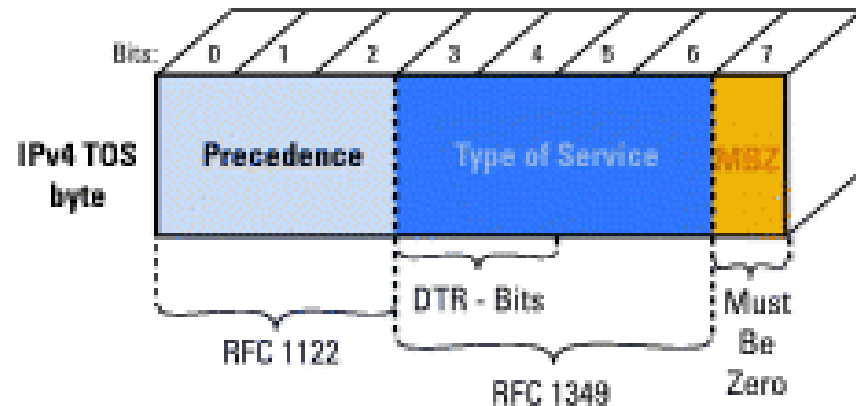 Bits: 0 1 2 3 4 5 6 7
IPv4 TOS
byte
Precedence
Type of Service
MBZ
DTR - Bits
RFC 1122
RFC 1349
Must
Be
Zero